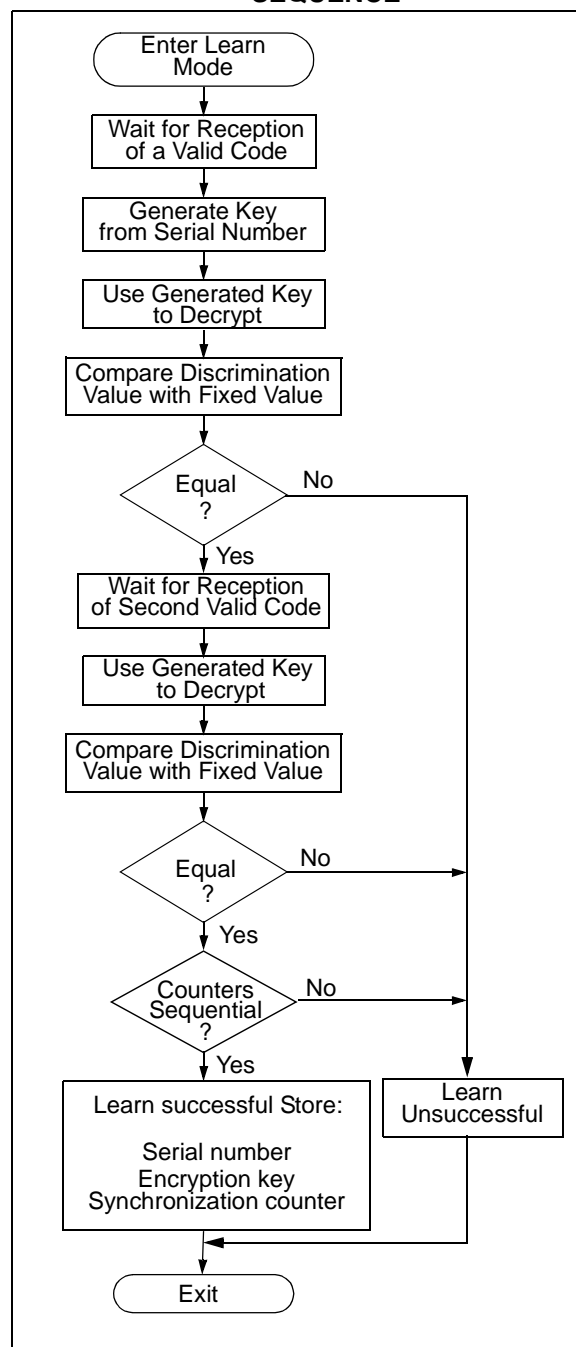 SEQUENCE
Enter Learn
Mode
Wait for Reception
of a Valid Code
Generate Key
from Serial Number
Use Generated Key
to Decrypt
Compare Discrimination
Value with Fixed Value
Equal
?
No
Yes
Wait for Reception
of Second Valid Code
Use Generated Key
to Decrypt
Compare Discrimination
Value with Fixed Value
Equal
?
No
Yes
Counters
Sequential
?
No
Yes
Learn successful Store:
Serial number
Encryption key
Synchronization counter
Learn
Unsuccessful
Exit